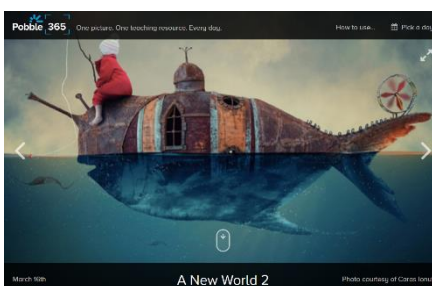 Pobble 365 One picture. One teaching resource. Every day. How to use... Pick a day
March 16th A New World 2 Photo courtesy of Caras Ionut